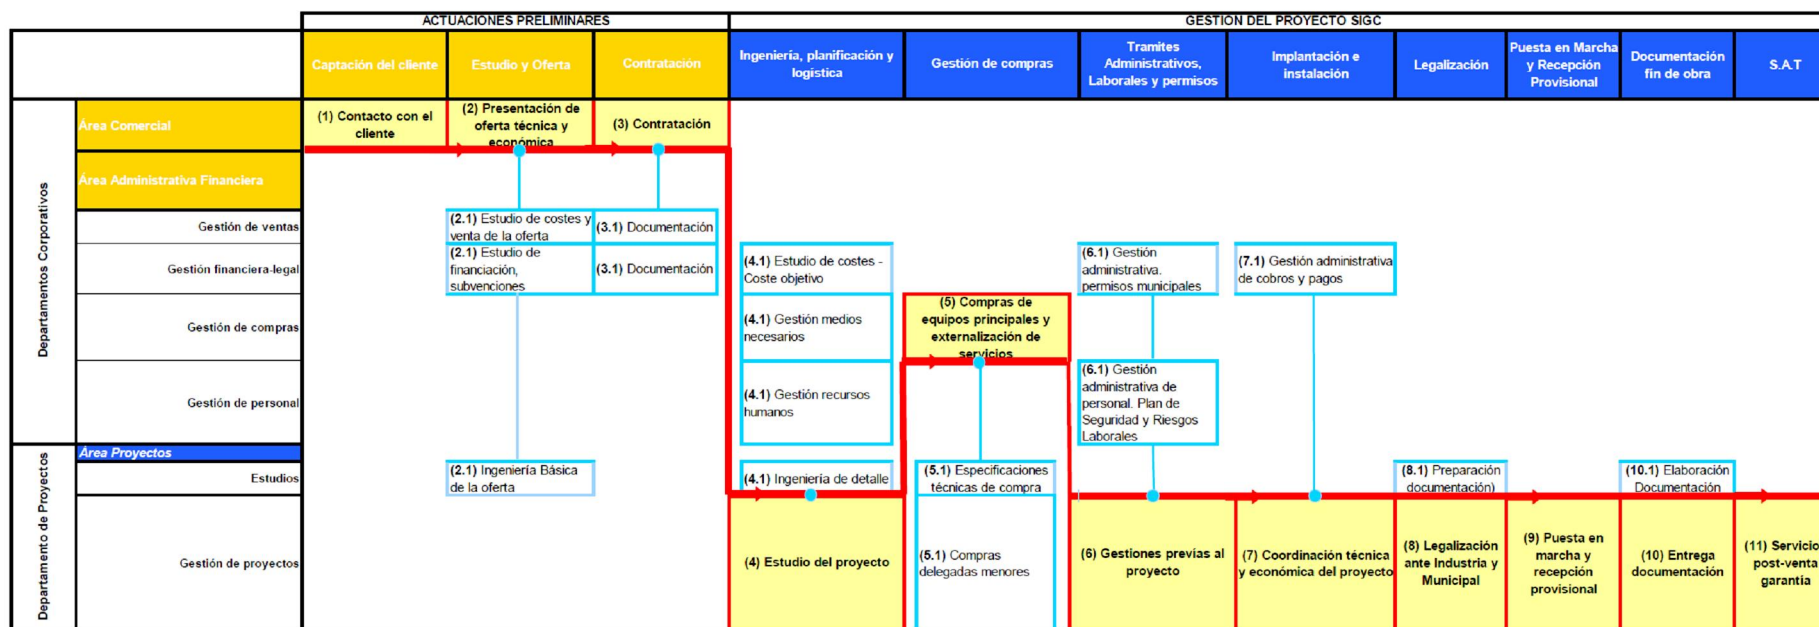 ACTUACIONES PRELIMINARES
GESTION DEL PROYECTO SIGC
Captación del cliente
Estudio y Oferta
Contratación
Ingeniería, planificación y
logística
Gestión de compras
Tramites
Administrativos,
Laborales y permisos
Implantación e
instalación
Legalización
Puesta en Marcha
y Recepción
Provisional
Documentación
fin de obra
S.A.T
Departamentos Corporativos
Área Comercial
(1) Contacto con el
cliente
(2) Presentación de
oferta técnica y
económica
(3) Contratación
Área Administrativa Financiera
Gestión de ventas
(2.1) Estudio de costes y
venta de la oferta
(3.1) Documentación
Gestión financiera-legal
(2.1) Estudio de
financiación,
subvenciones
(3.1) Documentación
(4.1) Estudio de costes -
Coste objetivo
(6.1) Gestión
administrativa.
permisos municipales
(7.1) Gestión administrativa
de cobros y pagos
Gestión de compras
(4.1) Gestión medios
necesarios
(5) Compras de
equipos principales y
externalización de
servicios
Gestión de personal
(4.1) Gestión recursos
humanos
(6.1) Gestión
administrativa de
personal. Plan de
Seguridad y Riesgos
Laborales
Departamento de Proyectos
Área Proyectos
Estudios
(2.1) Ingeniería Básica
de la oferta
(4.1) Ingeniería de detalle
(5.1) Especificaciones
técnicas de compra
(8.1) Preparación
documentación)
(10.1) Elaboración
Documentación
Gestión de proyectos
(4) Estudio del proyecto
(5.1) Compras
delegadas menores
(6) Gestiones previas al
proyecto
(7) Coordinación técnica
y económica del proyecto
(8) Legalización
ante Industria y
Municipal
(9) Puesta en
marcha y
recepción
provisional
(10) Entrega
documentación
(11) Servicio
post-venta
garantía